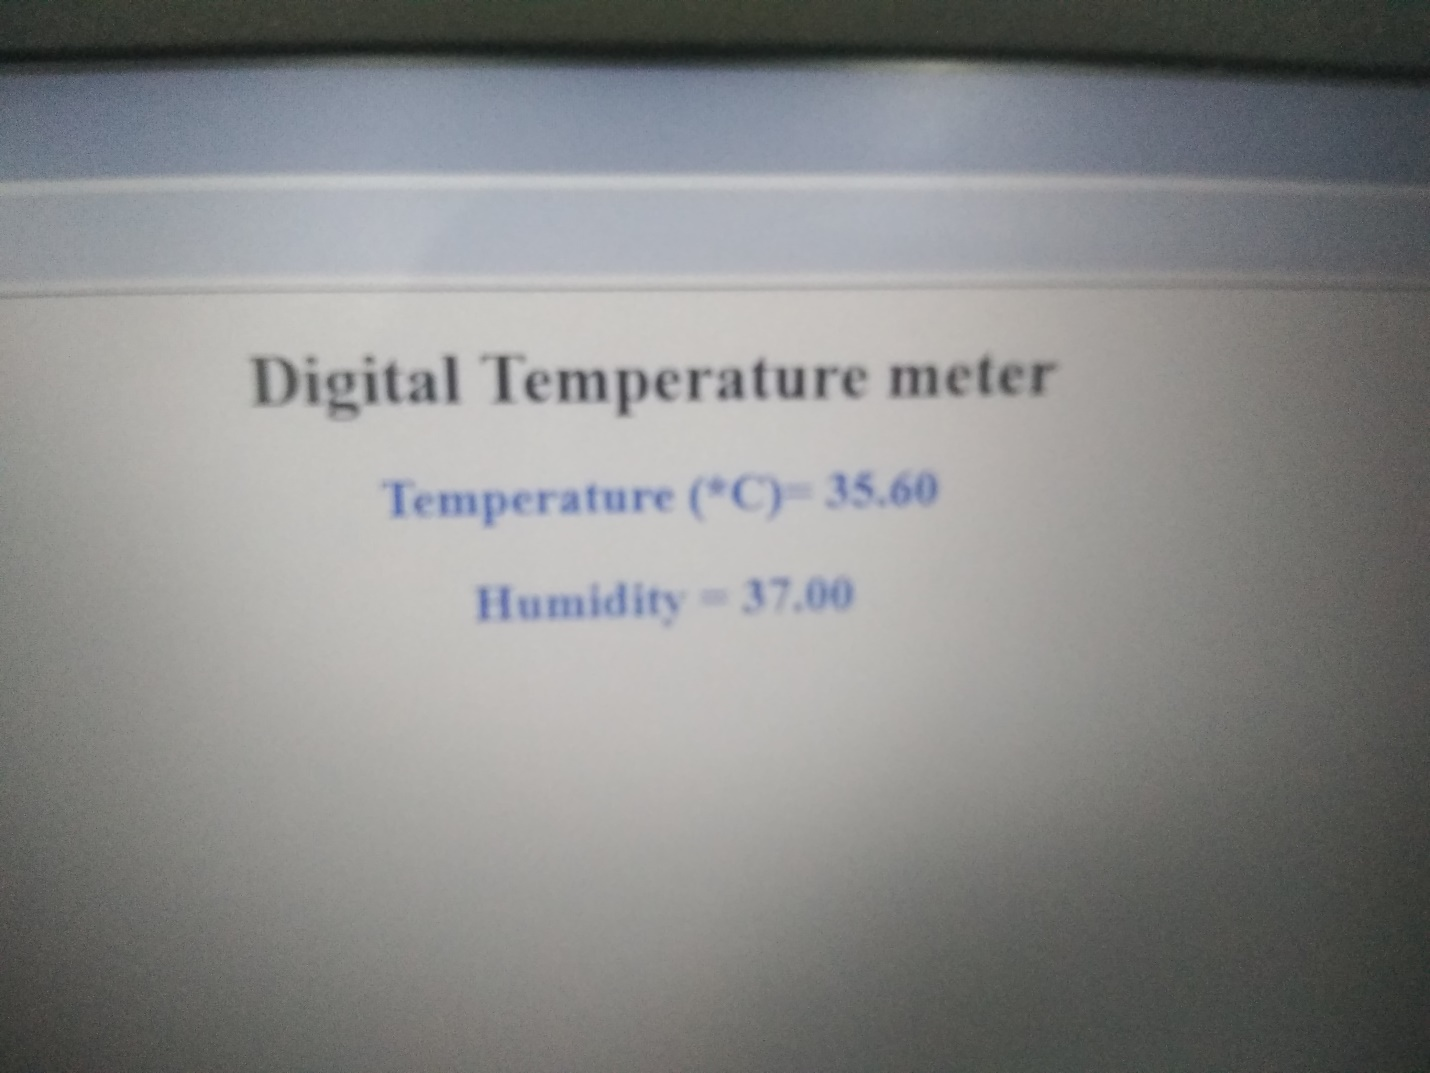 Digital Temperature meter
Temperature (*C)= 35.60
Humidity = 37.00